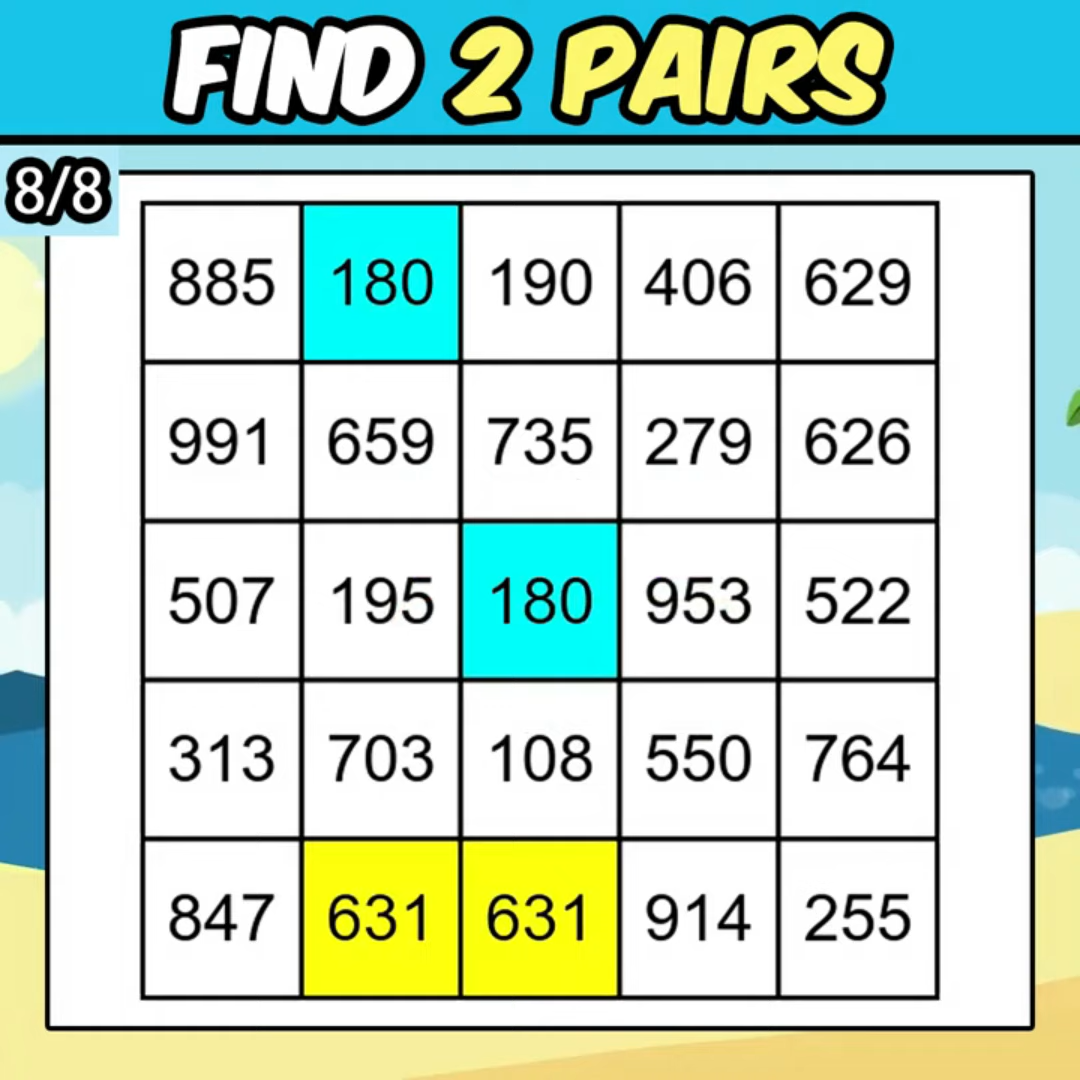 FIND 2 PAIRS
8/8
885 180 190 406 629
991 659 735 279 626
507 195 180 953 522
313 703 108 550 764
847 631 631 914 255